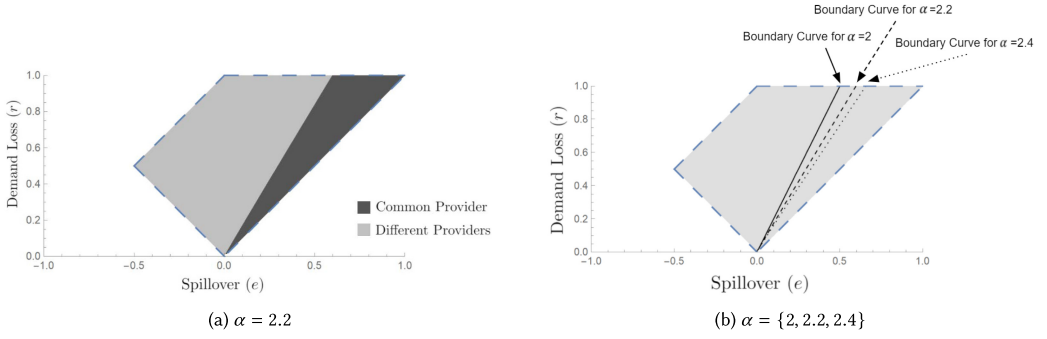 Demand Loss (r)
1.0
0.8
0.6
0.4
0.2
0.0
−1.0
−0.5
0.0
0.5
1.0
Common Provider
Different Providers
Spillover (e)
(a) α = 2.2
Boundary Curve for α =2.2
Boundary Curve for α =2
Boundary Curve for α =2.4
Demand Loss (r)
1.0
0.8
0.6
0.4
0.2
0.0
−1.0
−0.5
0.0
0.5
1.0
Spillover (e)
(b) α = {2, 2.2, 2.4}